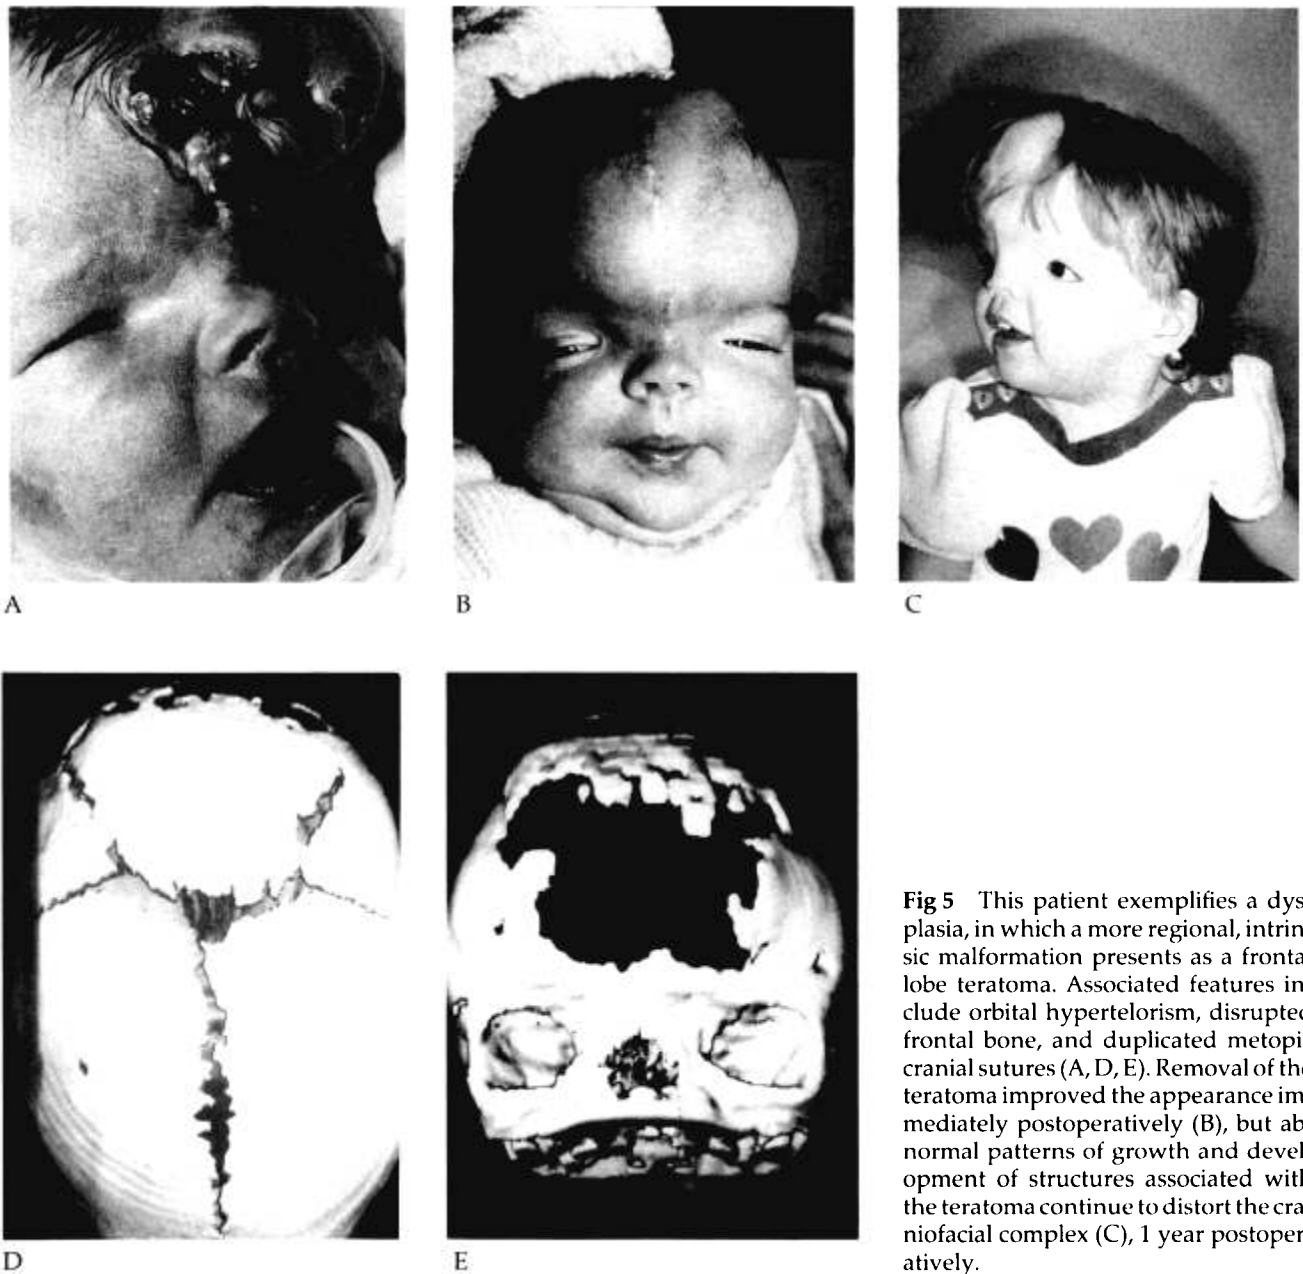 A
B
C
D
E
Fig 5 This patient exemplifies a dys
plasia, in which a more regional, intrin
sic malformation presents as a fronta
lobe teratoma. Associated features in
clude orbital hypertelorism, disrupted
frontal bone, and duplicated metopi
cranial sutures (A, D, E). Removal of the
teratoma improved the appearance im
mediately postoperatively (B), but ab
normal patterns of growth and devel
opment of structures associated with
the teratoma continue to distort the cra
niofacial complex (C), 1 year postoper
atively.